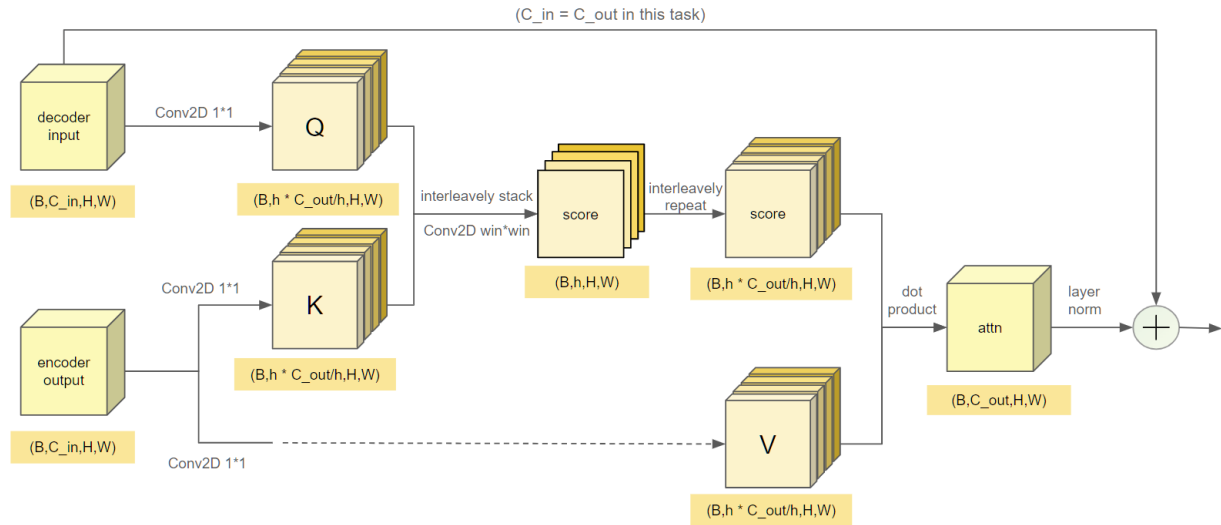 (C_in = C_out in this task)
decoder
input
(B,C_in,H,W)
Conv2D 1*1
Q
(B,h * C_out/h,H,W)
interleavely stack
Conv2D win*win
score
(B,h,H,W)
interleavely
repeat
score
(B,h * C_out/h,H,W)
encoder
output
(B,C_in,H,W)
Conv2D 1*1
K
(B,h * C_out/h,H,W)
Conv2D 1*1
V
(B,h * C_out/h,H,W)
dot
product
attn
(B,C_out,H,W)
layer
norm
+